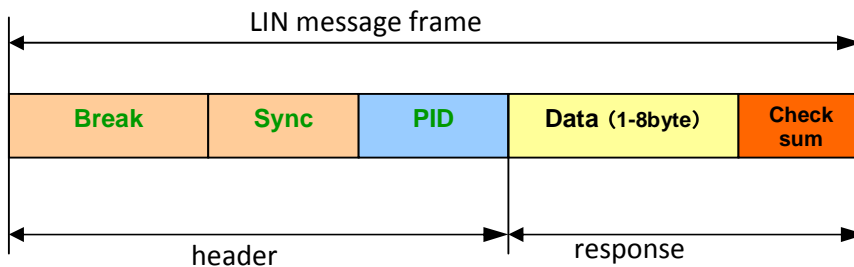 LIN message frame
Break
Sync
PID
Data（1-8byte）
Check
sum
header
response